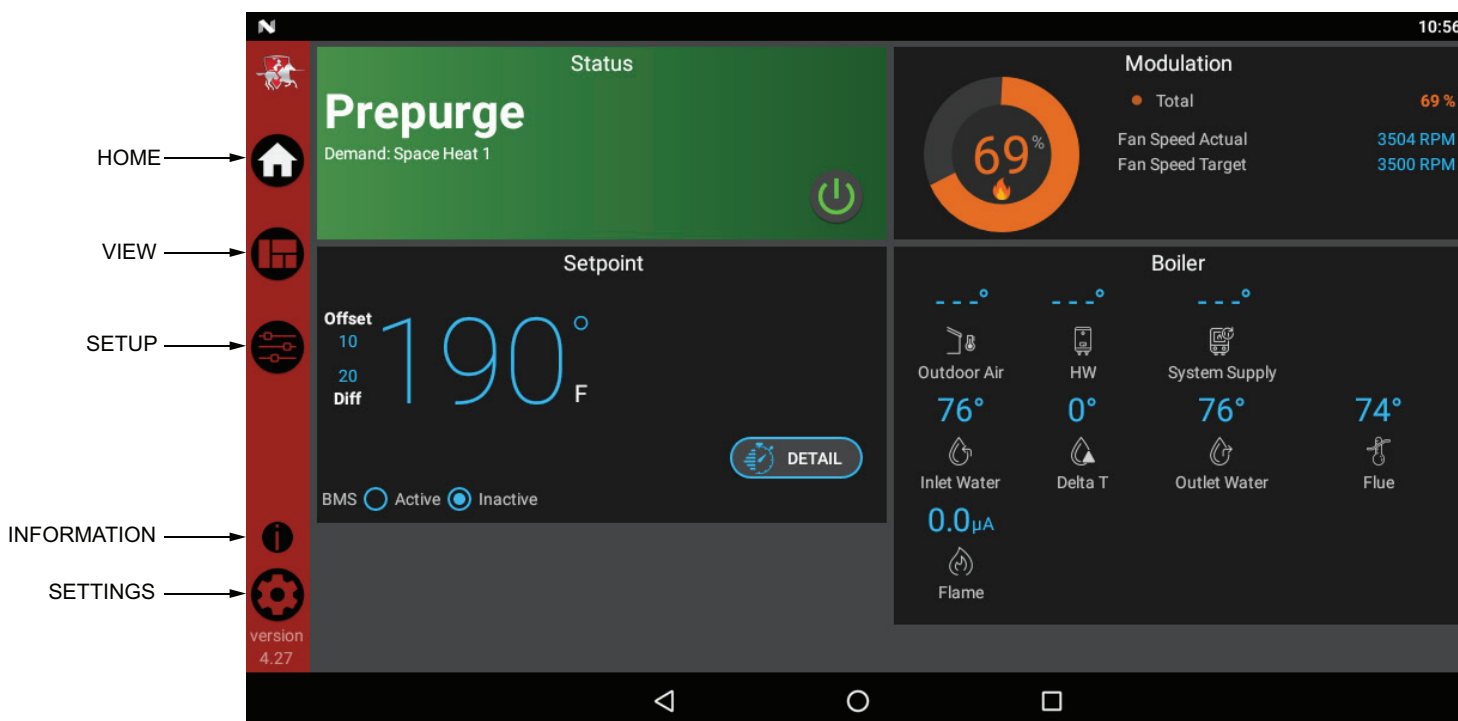 10:56
HOME
VIEW
SETUP
INFORMATION
SETTINGS
version
4.27
Status
Prepurge
Demand: Space Heat 1
Modulation
69%
Total 69 %
Fan Speed Actual 3504 RPM
Fan Speed Target 3500 RPM
Setpoint
Offset
10
20
Diff
190°
F
DETAIL
BMS Active Inactive
Boiler
- - -° - - -° - - -°
Outdoor Air HW System Supply
76° 0° 76° 74°
Inlet Water Delta T Outlet Water Flue
0.0µA
Flame